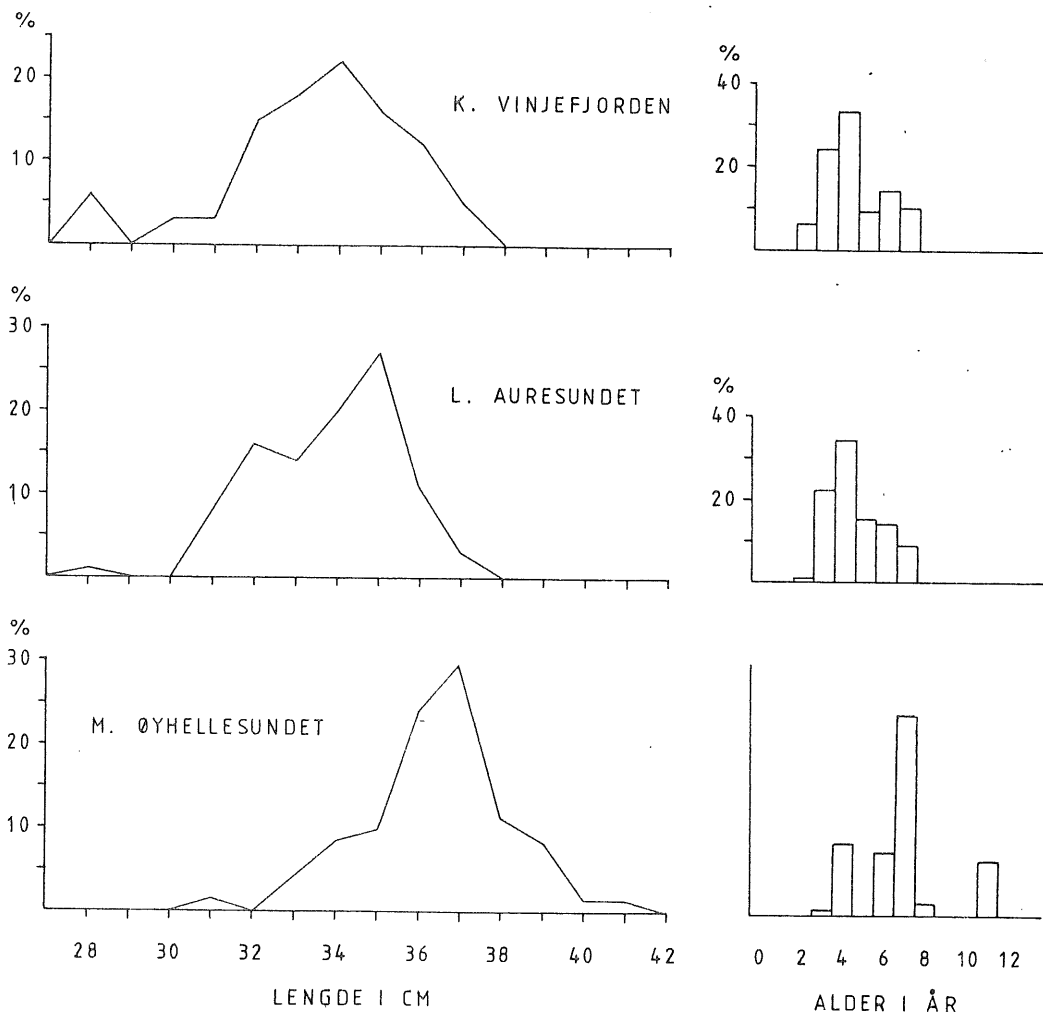 %
20
10
K. VINJEFJORDEN
%
40
20
%
30
20
10
L. AURESUNDET
%
40
20
%
30
20
10
M. ØYHELLESUNDET
28 30 32 34 36 38 40 42
LENGDE I CM
0 2 4 6 8 10 12
ALDER I ÅR